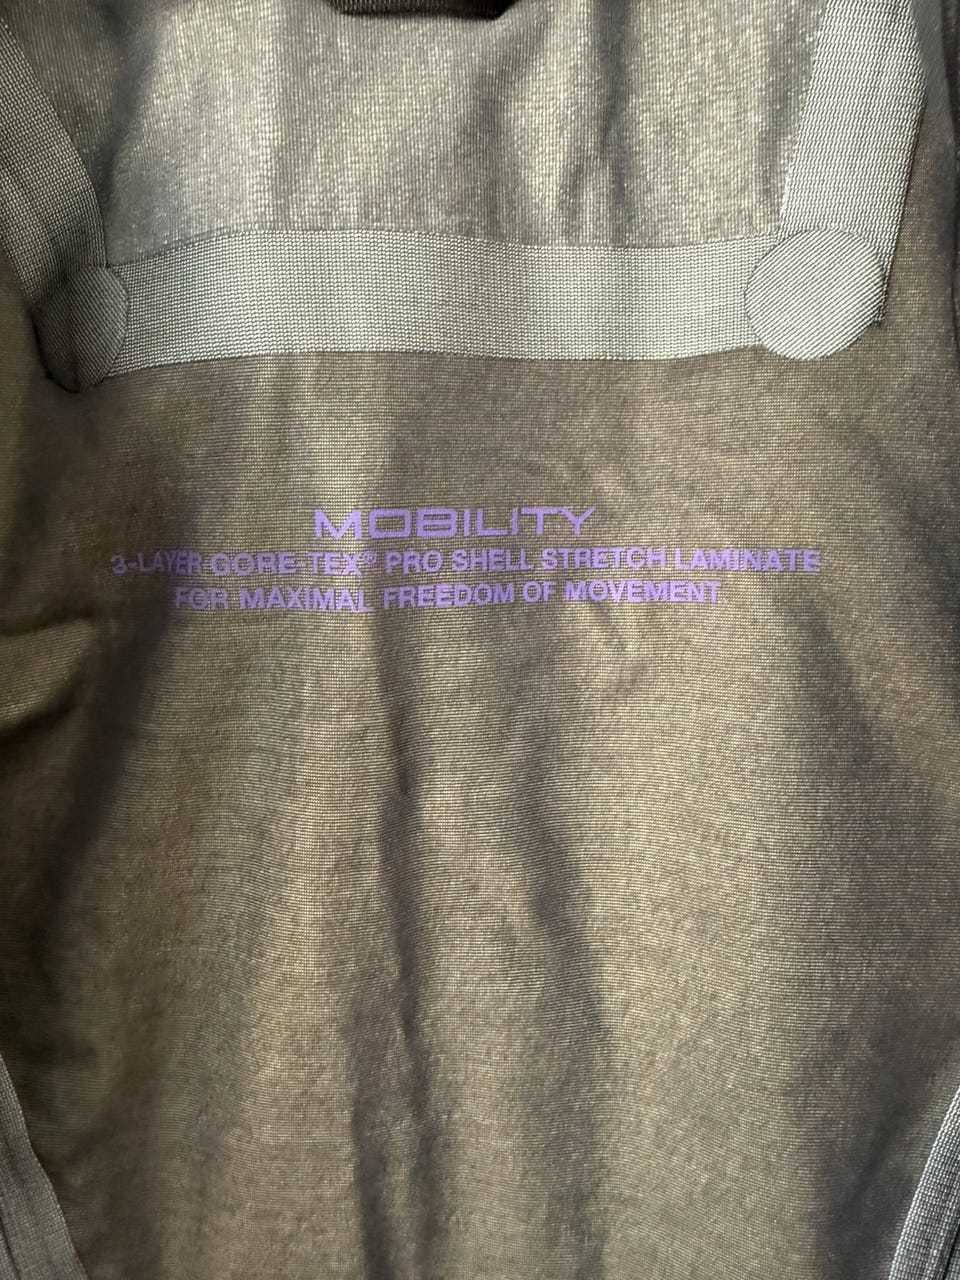 MOBILITY
3-LAYER GORE-TEX® PRO SHELL STRETCH LAMINATE
FOR MAXIMAL FREEDOM OF MOVEMENT